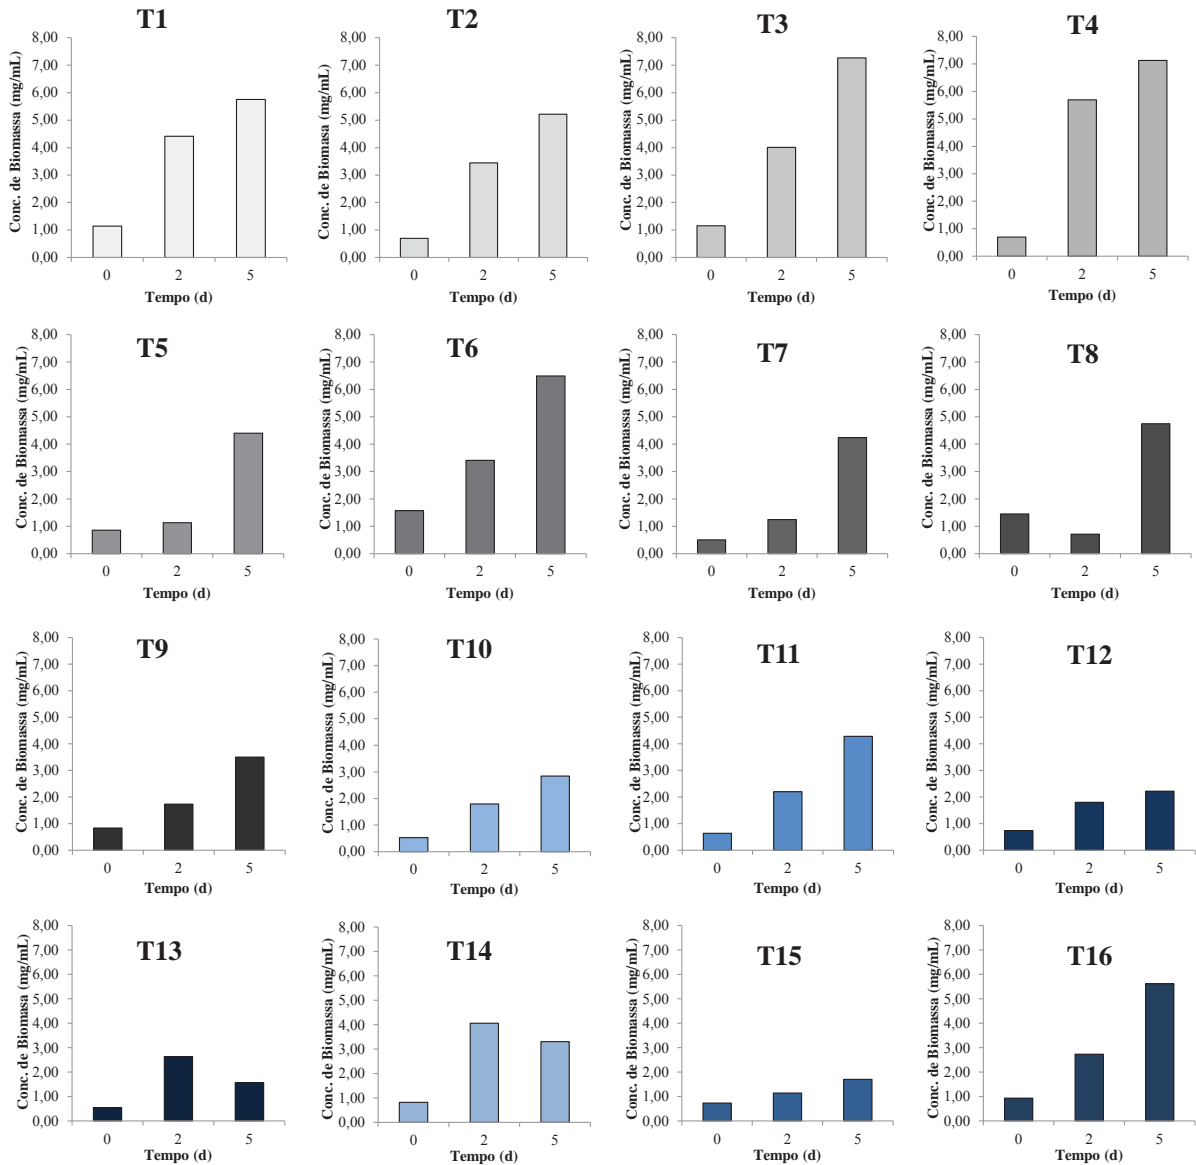 T1
Conc. de Biomassa (mg/mL)
8,00
7,00
6,00
5,00
4,00
3,00
2,00
1,00
0,00
0 2 5
Tempo (d)
T2
Conc. de Biomasa (mg/mL)
8,00
7,00
6,00
5,00
4,00
3,00
2,00
1,00
0,00
0 2 5
Tempo (d)
T3
Conc. de Biomassa (mg/mL)
8,00
7,00
6,00
5,00
4,00
3,00
2,00
1,00
0,00
0 2 5
Tempo (d)
T4
Conc. de Biomassa (mg/mL)
8,00
7,00
6,00
5,00
4,00
3,00
2,00
1,00
0,00
0 2 5
Tempo (d)
T5
Conc. de Biomassa (mg/mL)
8,00
7,00
6,00
5,00
4,00
3,00
2,00
1,00
0,00
0 2 5
Tempo (d)
T6
Conc. de Biomassa (mg/mL)
8,00
7,00
6,00
5,00
4,00
3,00
2,00
1,00
0,00
0 2 5
Tempo (d)
T7
Conc. de Biomassa (mg/mL)
8,00
7,00
6,00
5,00
4,00
3,00
2,00
1,00
0,00
0 2 5
Tempo (d)
T8
Conc. de Biomassa (mg/mL)
8,00
7,00
6,00
5,00
4,00
3,00
2,00
1,00
0,00
0 2 5
Tempo (d)
T9
Conc. de Biomassa (mg/mL)
8,00
7,00
6,00
5,00
4,00
3,00
2,00
1,00
0,00
0 2 5
Tempo (d)
T10
Conc. de Biomassa (mg/mL)
8,00
7,00
6,00
5,00
4,00
3,00
2,00
1,00
0,00
0 2 5
Tempo (d)
T11
Conc. de Biomassa (mg/mL)
8,00
7,00
6,00
5,00
4,00
3,00
2,00
1,00
0,00
0 2 5
Tempo (d)
T12
Conc. de Biomassa (mg/mL)
8,00
7,00
6,00
5,00
4,00
3,00
2,00
1,00
0,00
0 2 5
Tempo (d)
T13
Conc. de Biomassa (mg/mL)
8,00
7,00
6,00
5,00
4,00
3,00
2,00
1,00
0,00
0 2 5
Tempo (d)
T14
Conc. de Biomassa (mg/mL)
8,00
7,00
6,00
5,00
4,00
3,00
2,00
1,00
0,00
0 2 5
Tempo (d)
T15
Conc. de Biomassa (mg/mL)
8,00
7,00
6,00
5,00
4,00
3,00
2,00
1,00
0,00
0 2 5
Tempo (d)
T16
Conc. de Biomassa (mg/mL)
8,00
7,00
6,00
5,00
4,00
3,00
2,00
1,00
0,00
0 2 5
Tempo (d)